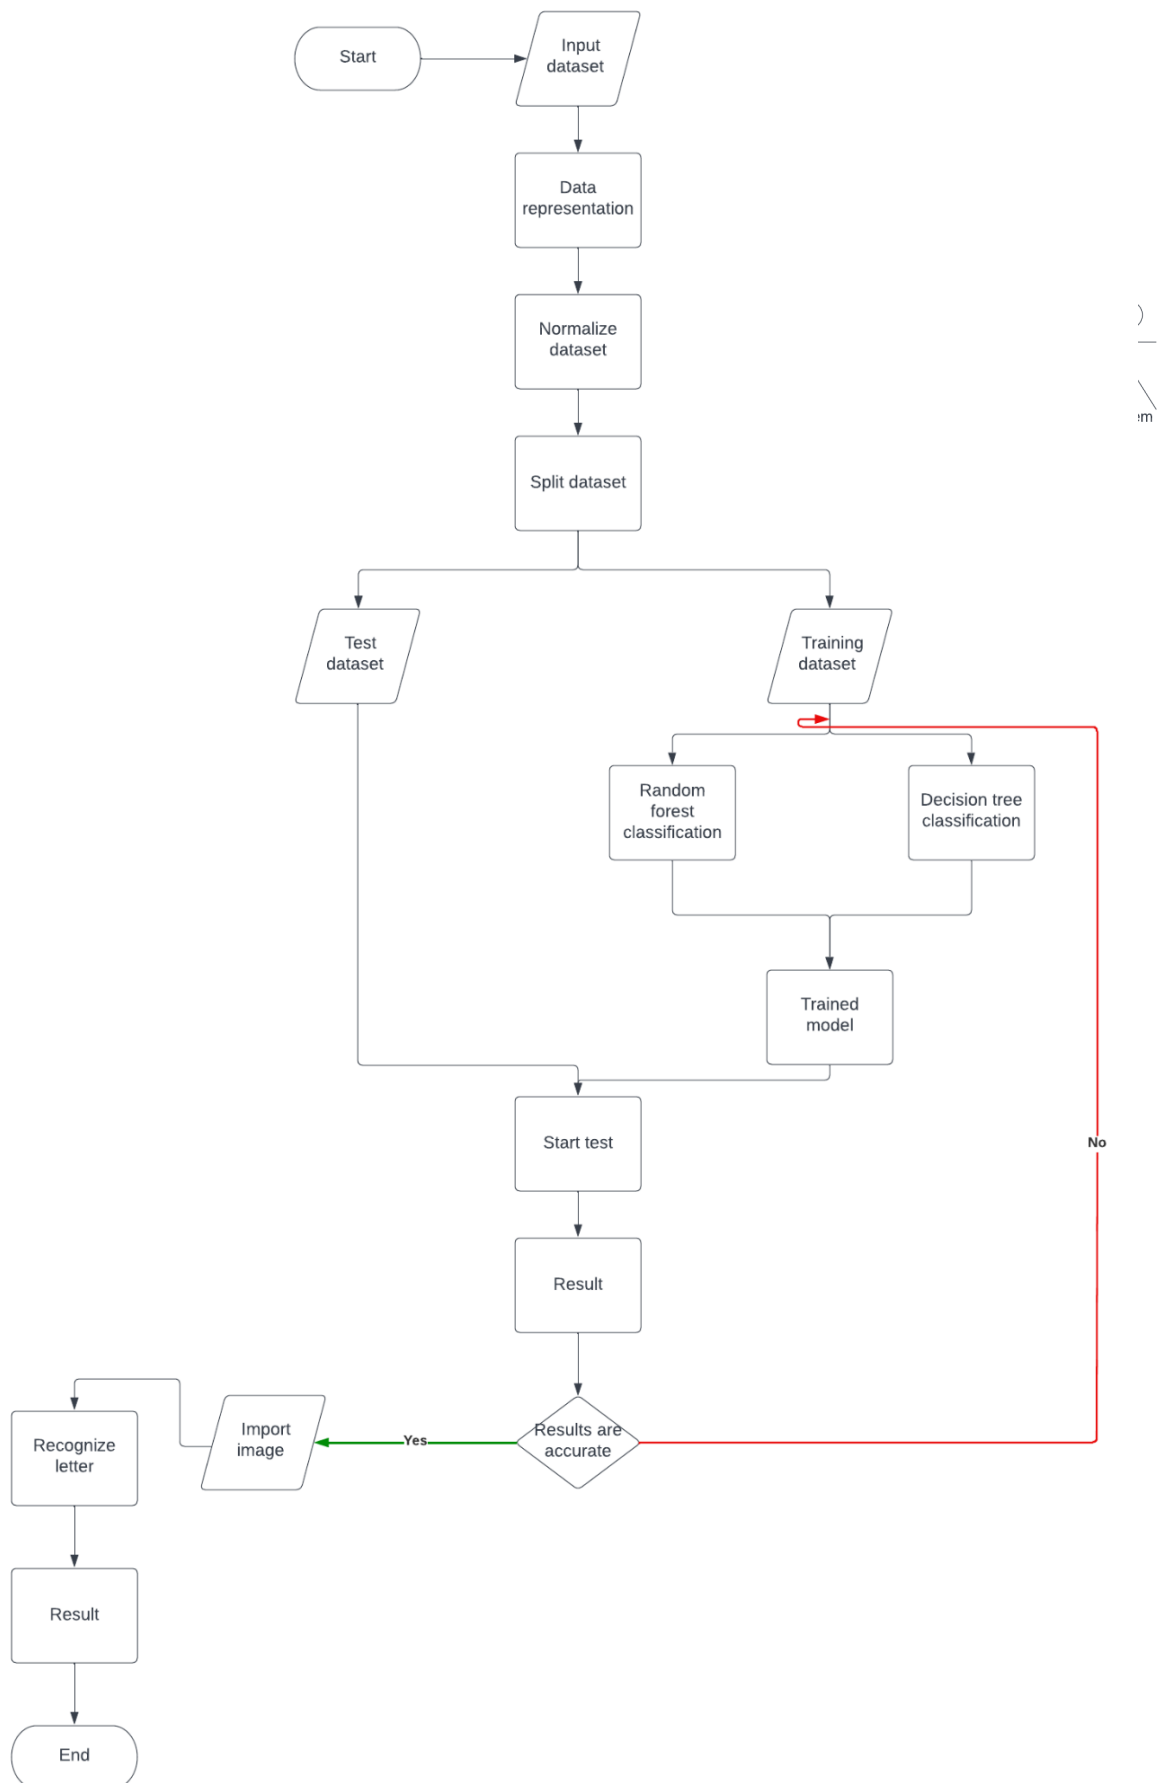 Start
Input
dataset
Data
representation
Normalize
dataset
Split dataset
Test
dataset
Training
dataset
Random
forest
classification
Decision tree
classification
Trained
model
Start test
No
Result
Results are
accurate
Yes
Import
image
Recognize
letter
Result
End